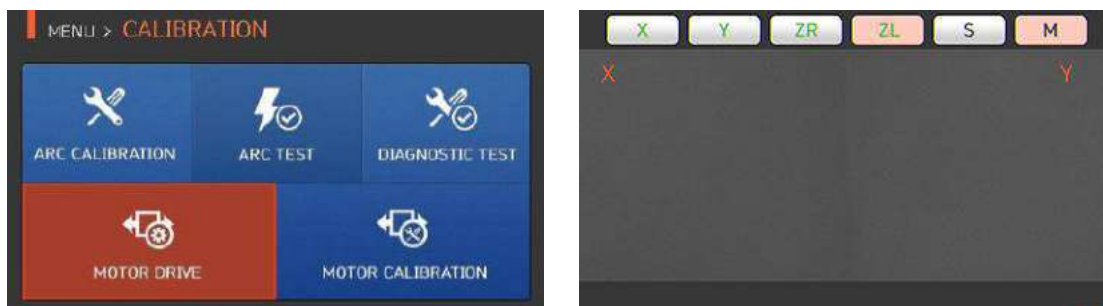 MENU > CALIBRATION
ARC CALIBRATION
ARC TEST
DIAGNOSTIC TEST
MOTOR DRIVE
MOTOR CALIBRATION
X Y ZR ZL S M
X Y